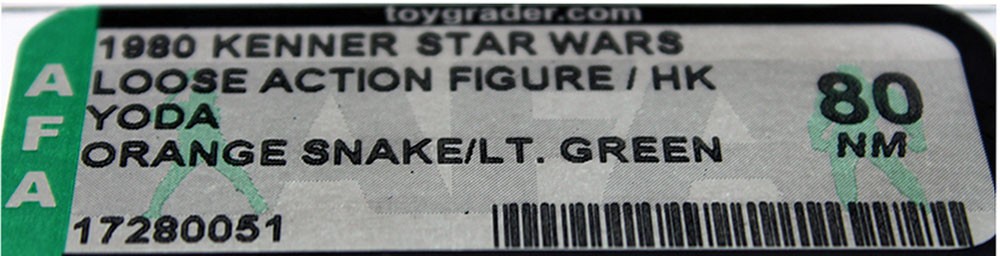 toygrader.com
1980 KENNER STAR WARS
LOOSE ACTION FIGURE / HK
YODA
ORANGE SNAKE/LT. GREEN
80
NM
AFA
AFA
17280051